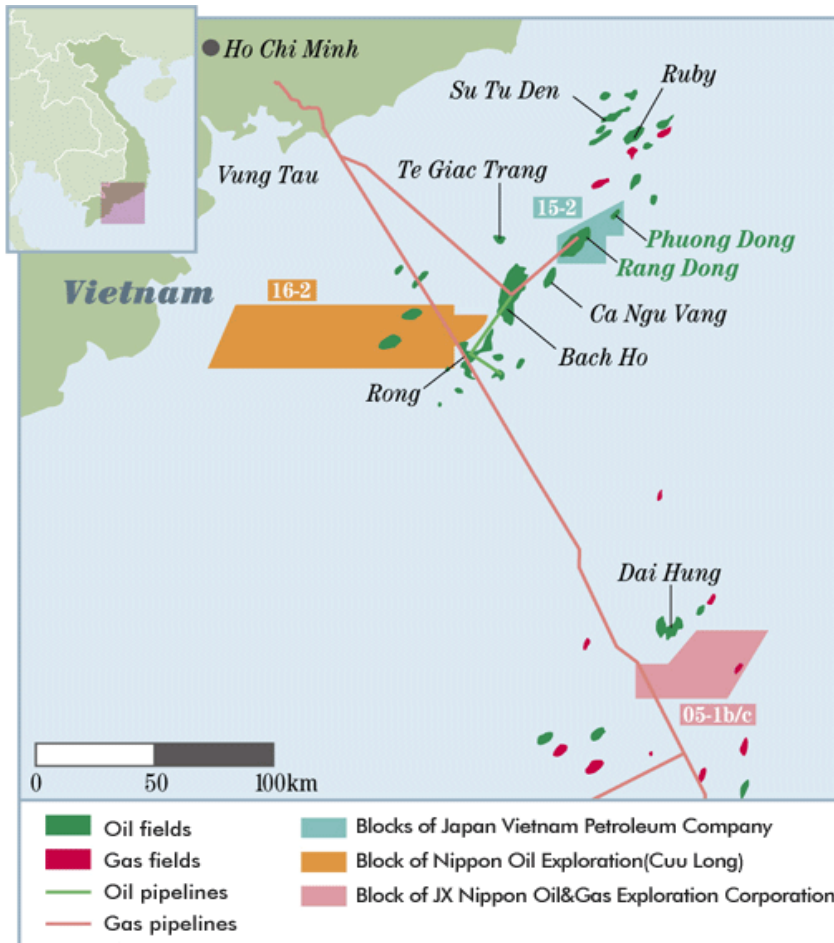 Ho Chi Minh
Su Tu Den
Ruby
Vung Tau
Te Giac Trang
15-2
Phuong Dong
Rang Dong
Vietnam
16-2
Ca Ngu Vang
Bach Ho
Rong
Dai Hung
05-1b/c
0
50
100km
Oil fields
Gas fields
Oil pipelines
Gas pipelines
Blocks of Japan Vietnam Petroleum Company
Block of Nippon Oil Exploration(Cuu Long)
Block of JX Nippon Oil&Gas Exploration Corporation